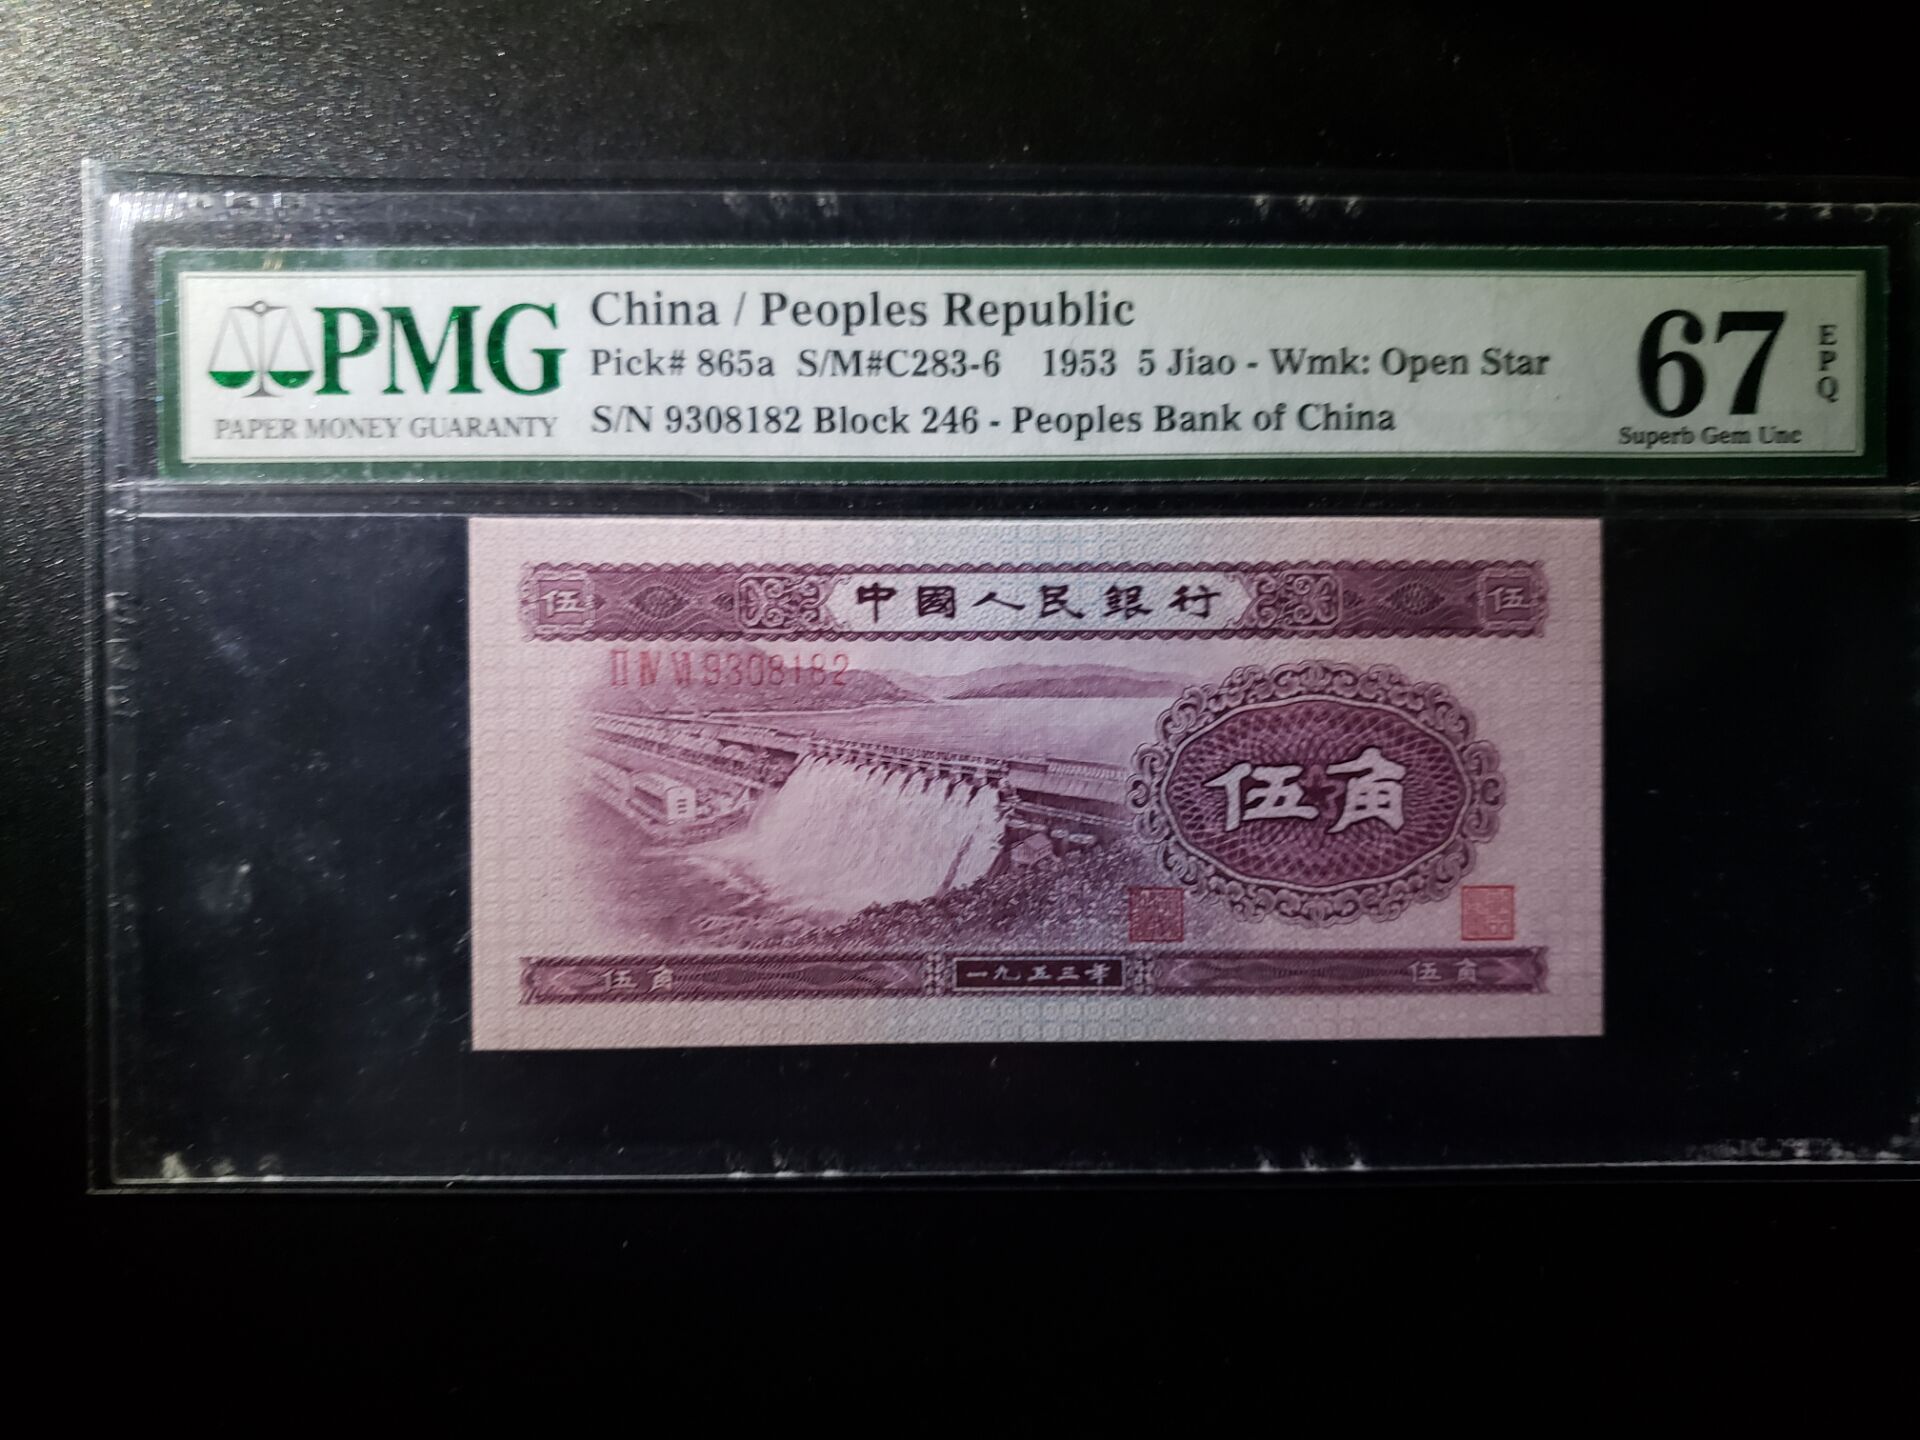 PMG
PAPER MONEY GUARANTY
China / Peoples Republic
Pick# 865a S/M#C283-6 1953 5 Jiao - Wmk: Open Star
S/N 9308182 Block 246 - Peoples Bank of China
67
EPQ
Superb Gem Unc
伍 中國人民銀行 伍
II IV VI 9308182
伍角
伍角 一九五三年 伍角